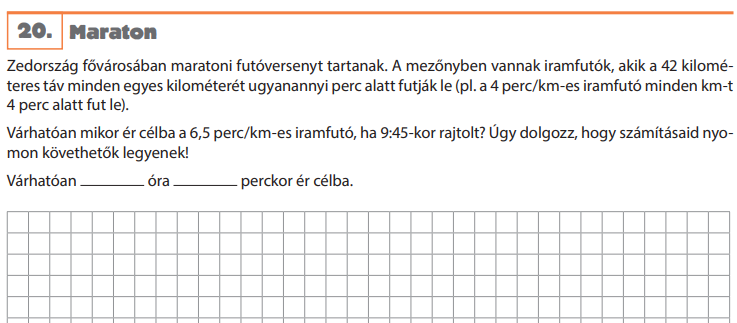 20. Maraton
Zedország fővárosában maratoni futóversenyt tartanak. A mezőnyben vannak iramfutók, akik a 42 kilomé-
teres táv minden egyes kilométerét ugyanannyi perc alatt futják le (pl. a 4 perc/km-es iramfutó minden km-t
4 perc alatt fut le).
Várhatóan mikor ér célba a 6,5 perc/km-es iramfutó, ha 9:45-kor rajtolt? Úgy dolgozz, hogy számításaid nyo-
mon követhetők legyenek!
Várhatóan ________ óra ________ perckor ér célba.